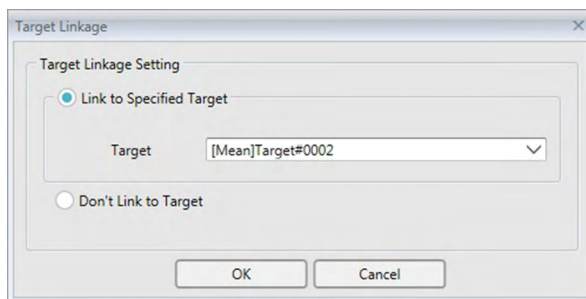 Target Linkage
Target Linkage Setting
Link to Specified Target
Target [Mean]Target#0002
Don't Link to Target
OK Cancel